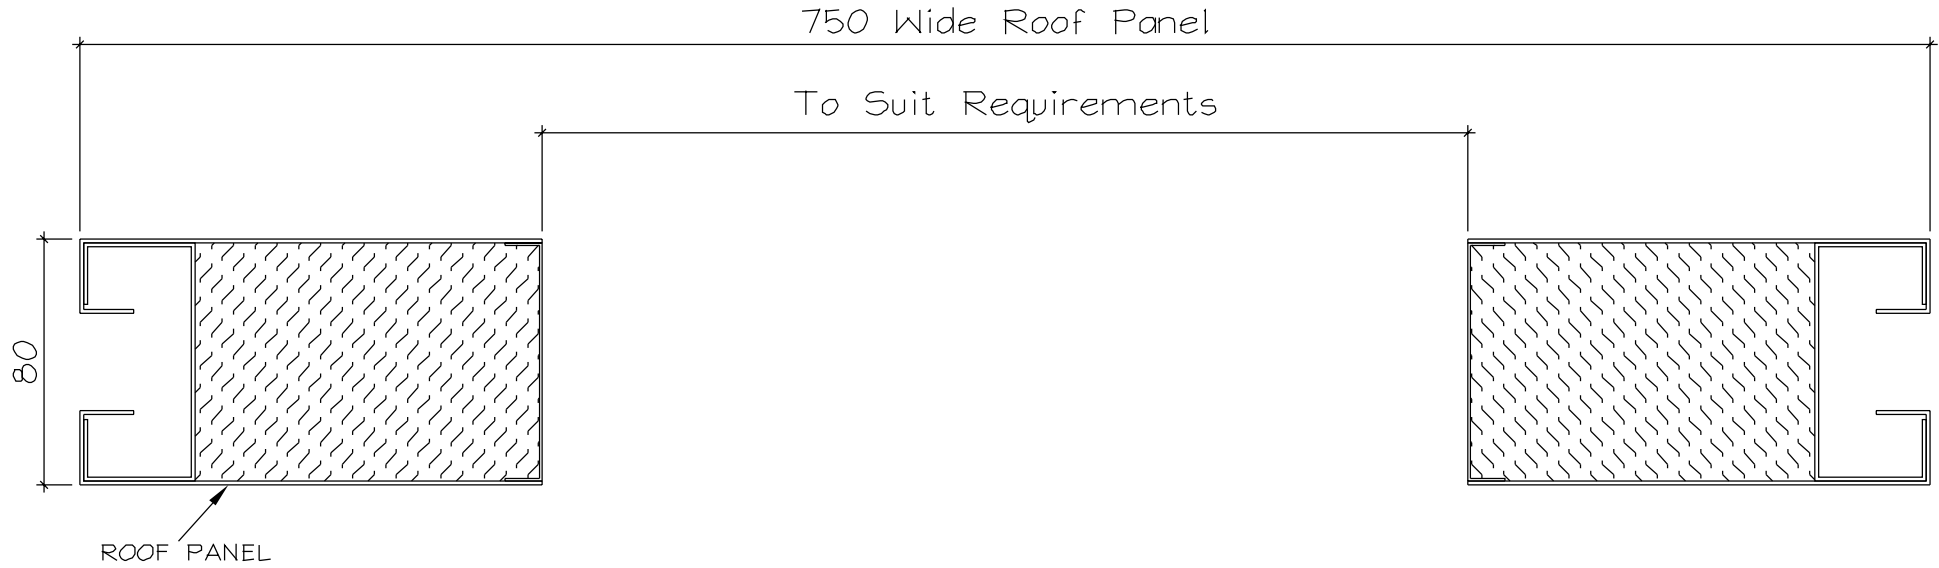 750 Wide Roof Panel
To Suit Requirements
80
ROOF PANEL